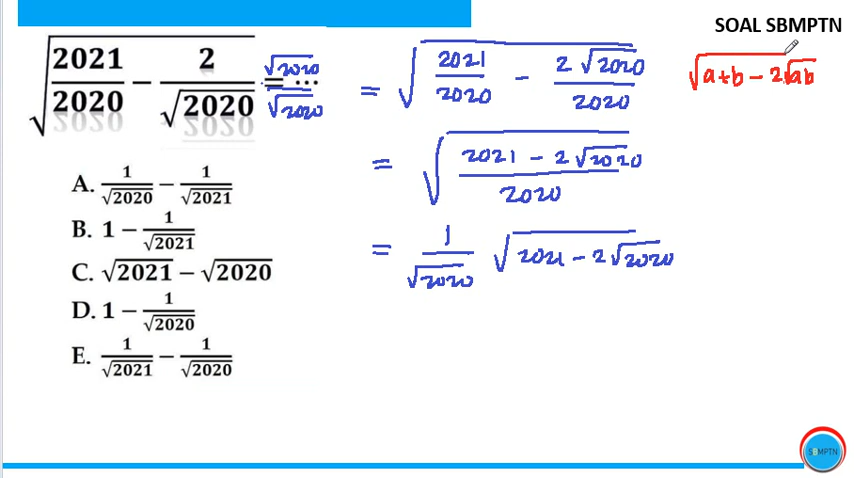 SOAL SBMPTN
√(2021/2020 − 2/√2020) = ...
√2020/√2020
= √(2021/2020 − 2√2020/2020)
√(a+b − 2√ab)
= √((2021 − 2√2020)/2020)
= 1/√2020 √(2021 − 2√2020)
A. 1/√2020 − 1/√2021
B. 1 − 1/√2021
C. √2021 − √2020
D. 1 − 1/√2020
E. 1/√2021 − 1/√2020
SBMPTN